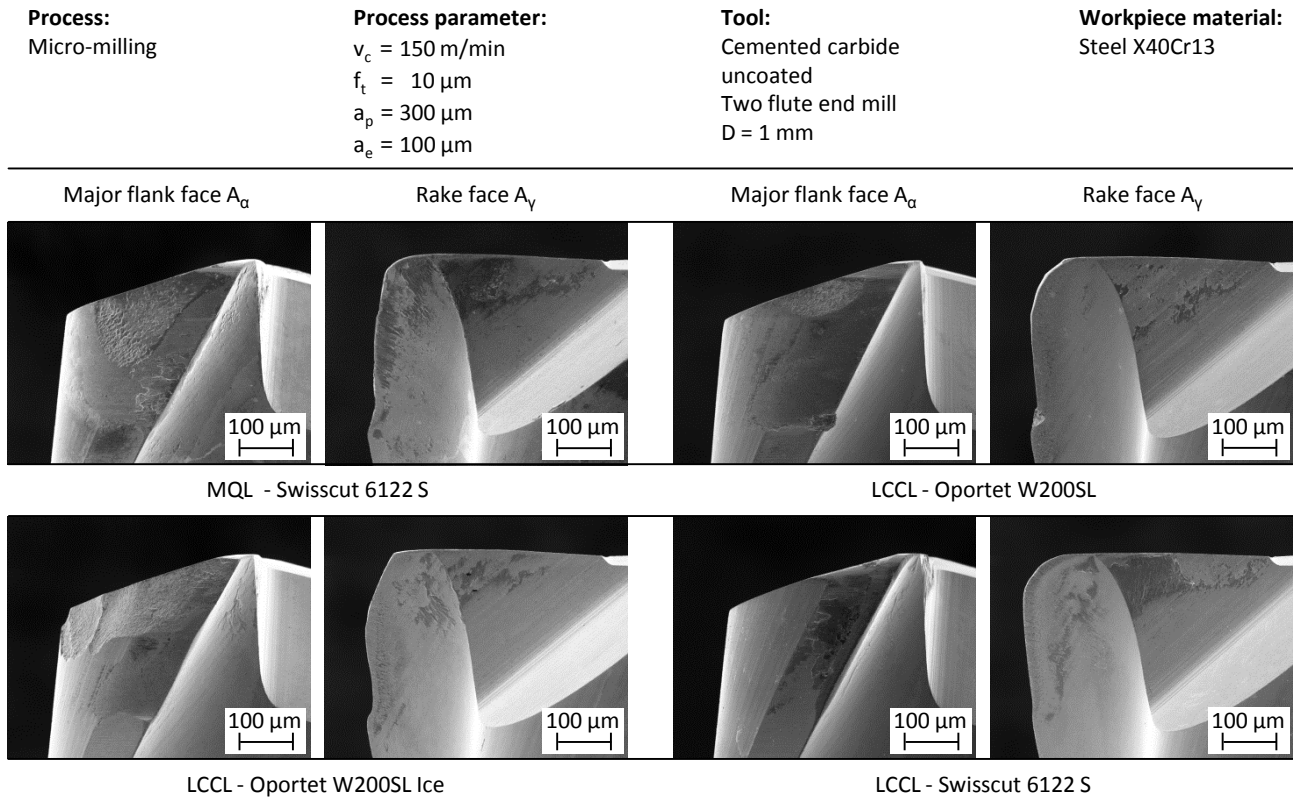 Process:
Micro-milling
Process parameter:
v_c = 150 m/min
f_t = 10 µm
a_p = 300 µm
a_e = 100 µm
Tool:
Cemented carbide
uncoated
Two flute end mill
D = 1 mm
Workpiece material:
Steel X40Cr13
Major flank face A_α
Rake face A_γ
Major flank face A_α
Rake face A_γ
100 µm
100 µm
100 µm
100 µm
MQL - Swisscut 6122 S
LCCL - Oportet W200SL
100 µm
100 µm
100 µm
100 µm
LCCL - Oportet W200SL Ice
LCCL - Swisscut 6122 S